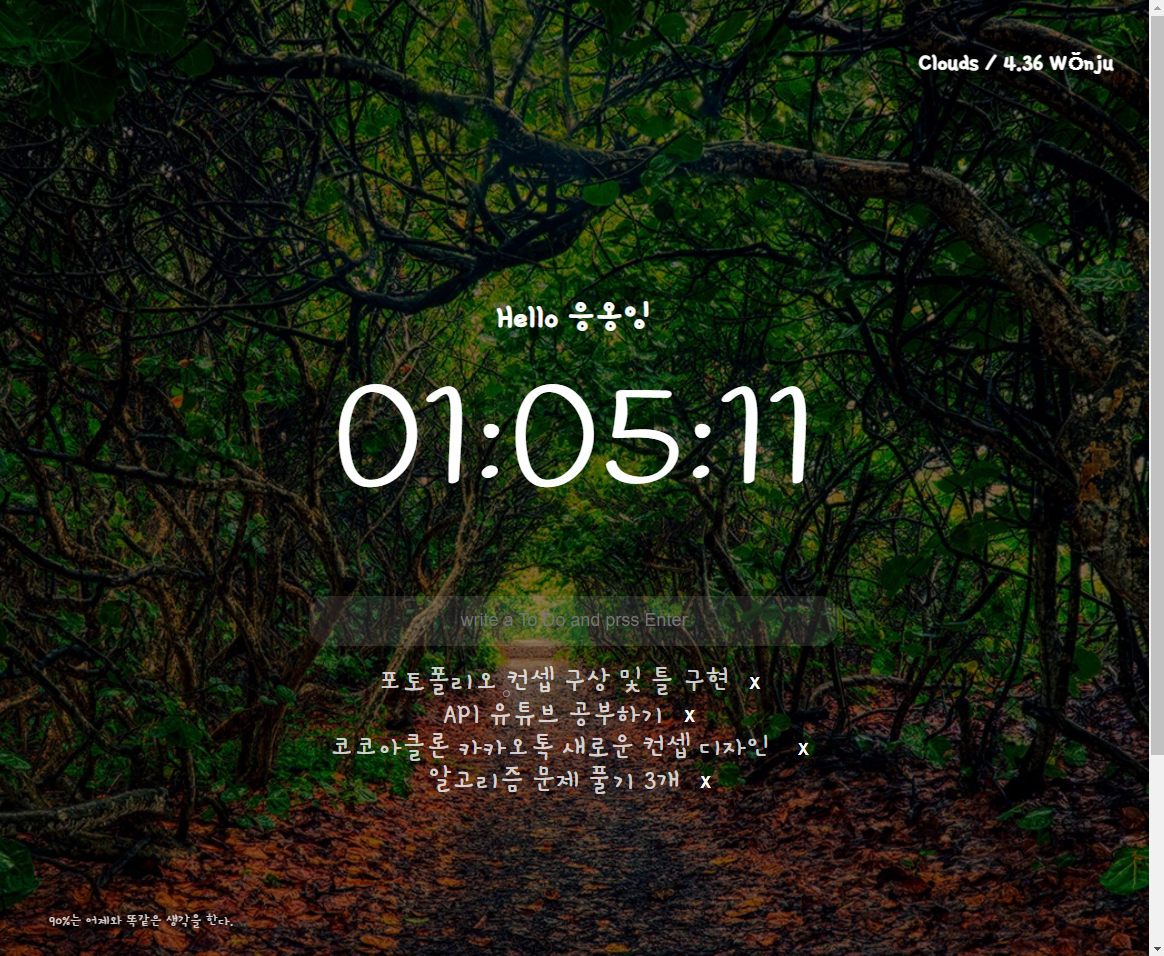 Clouds / 4.36 Wŏnju
Hello 응옹잉
01:05:11
write a To Do and prss Enter
포토폴리오 컨셉 구상 및 틀 구현 x
API 유튜브 공부하기 x
코코아클론 카카오톡 새로운 컨셉 디자인 x
알고리즘 문제 풀기 3개 x
90%는 어제와 똑같은 생각을 한다.